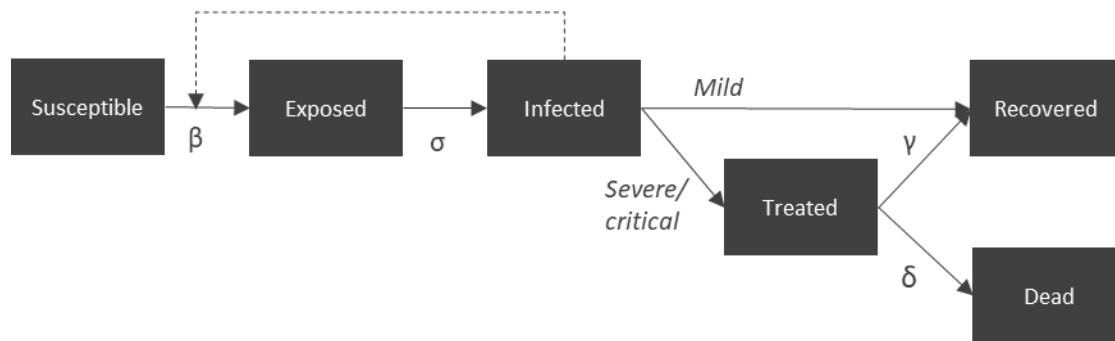 Susceptible
β
Exposed
σ
Infected
Mild
Severe/
critical
Treated
γ
δ
Recovered
Dead